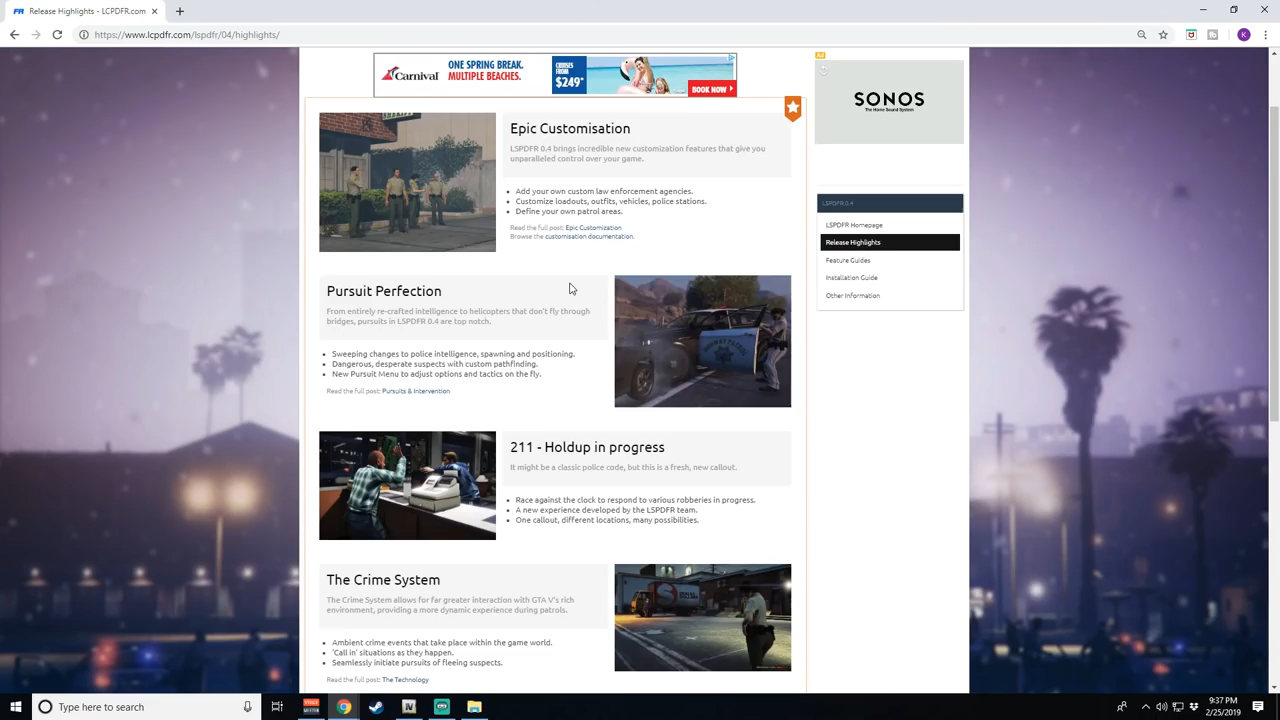 Release Highlights - LCPDFR.com
https://www.lcpdfr.com/lspdfr/04/highlights/
K
Carnival
ONE SPRING BREAK.
MULTIPLE BEACHES.
CRUISES
FROM
$249*
BOOK NOW
Ad
SONOS
The Home Sound System
Epic Customisation
LSPDFR 0.4 brings incredible new customization features that give you
unparalleled control over your game.
Add your own custom law enforcement agencies.
Customize loadouts, outfits, vehicles, police stations.
Define your own patrol areas.
Read the full post: Epic Customization
Browse the customisation documentation.
LSPDFR 0.4
LSPDFR Homepage
Release Highlights
Feature Guides
Installation Guide
Other Information
Pursuit Perfection
From entirely re-crafted intelligence to helicopters that don't fly through
bridges, pursuits in LSPDFR 0.4 are top notch.
Sweeping changes to police intelligence, spawning and positioning.
Dangerous, desperate suspects with custom pathfinding.
New Pursuit Menu to adjust options and tactics on the fly.
Read the full post: Pursuits & Intervention
211 - Holdup in progress
It might be a classic police code, but this is a fresh, new callout.
Race against the clock to respond to various robberies in progress.
A new experience developed by the LSPDFR team.
One callout, different locations, many possibilities.
The Crime System
The Crime System allows for far greater interaction with GTA V's rich
environment, providing a more dynamic experience during patrols.
Ambient crime events that take place within the game world.
'Call in' situations as they happen.
Seamlessly initiate pursuits of fleeing suspects.
Read the full post: The Technology
Type here to search
9:37 PM
2/25/2019